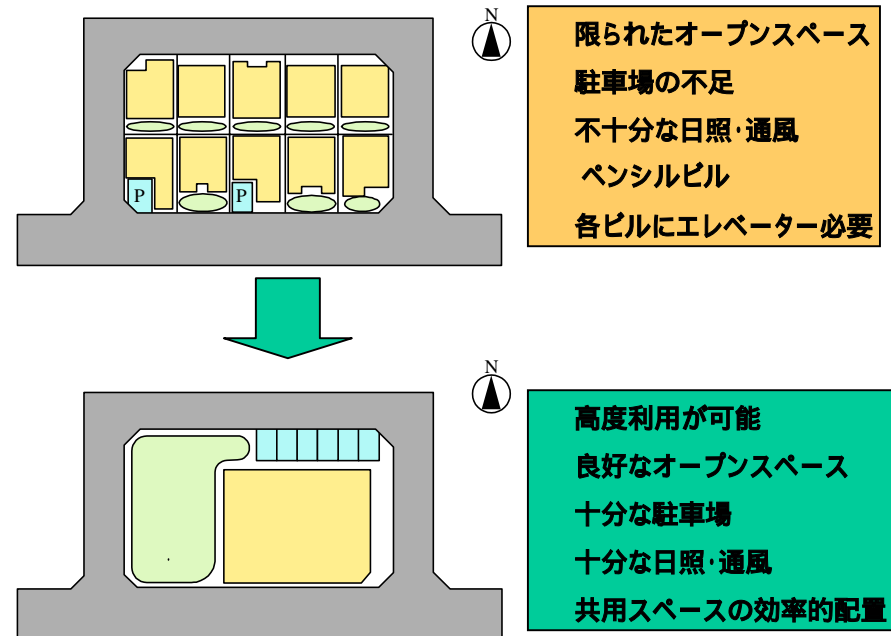 N
限られたオープンスペース
駐車場の不足
不十分な日照･通風
ペンシルビル
各ビルにエレベーター必要
P
P
N
高度利用が可能
良好なオープンスペース
十分な駐車場
十分な日照･通風
共用スペースの効率的配置